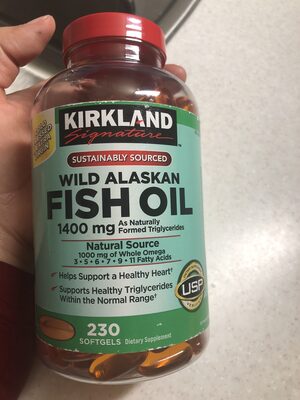 KIRKLAND
Signature™
SUSTAINABLY SOURCED
WILD ALASKAN
FISH OIL
1400 mg As Naturally
Formed Triglycerides
Natural Source
1000 mg of Whole Omega
3 • 5 • 6 • 7 • 9 • 11 Fatty Acids
Helps Support a Healthy Heart†
Supports Healthy Triglycerides
Within the Normal Range†
USP
230
SOFTGELS Dietary Supplement